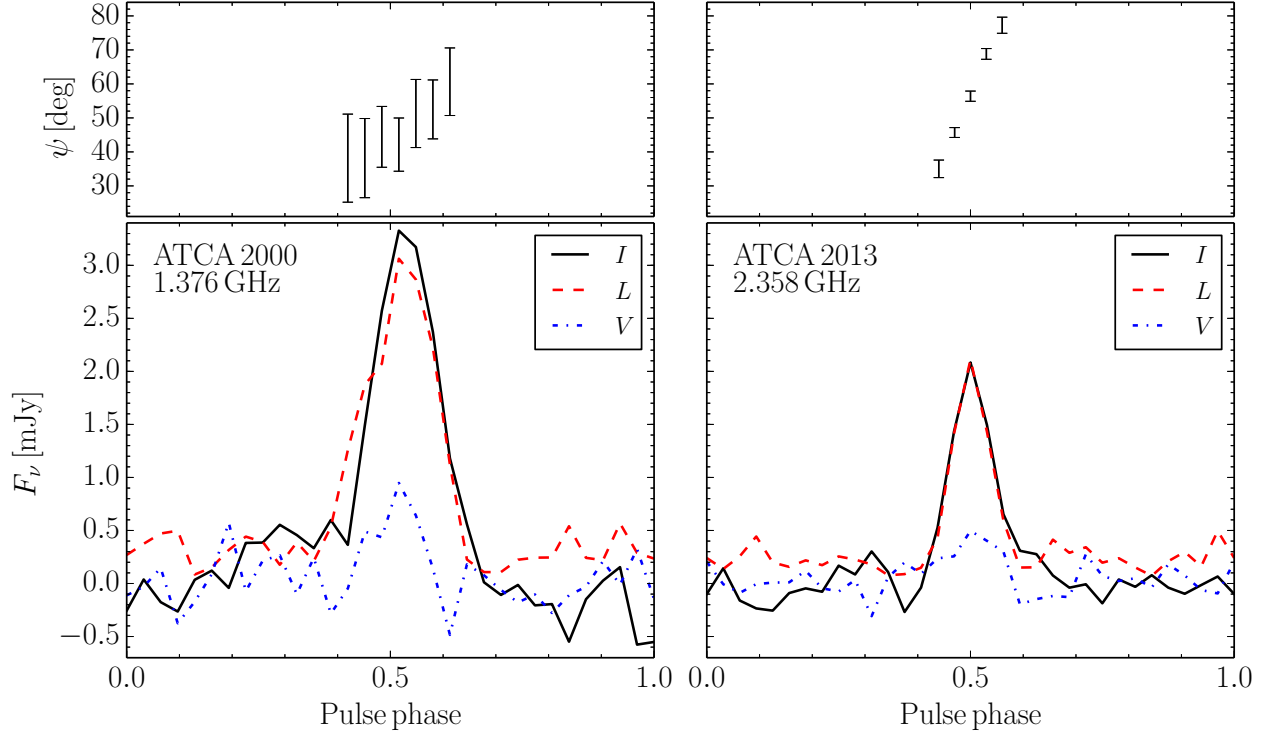 80
70
60
50
40
30
ψ [deg]
ATCA 2000
1.376 GHz
I
L
V
3.0
2.5
2.0
1.5
1.0
0.5
0.0
−0.5
F_ν [mJy]
0.0
0.5
1.0
Pulse phase
ATCA 2013
2.358 GHz
I
L
V
0.0
0.5
1.0
Pulse phase